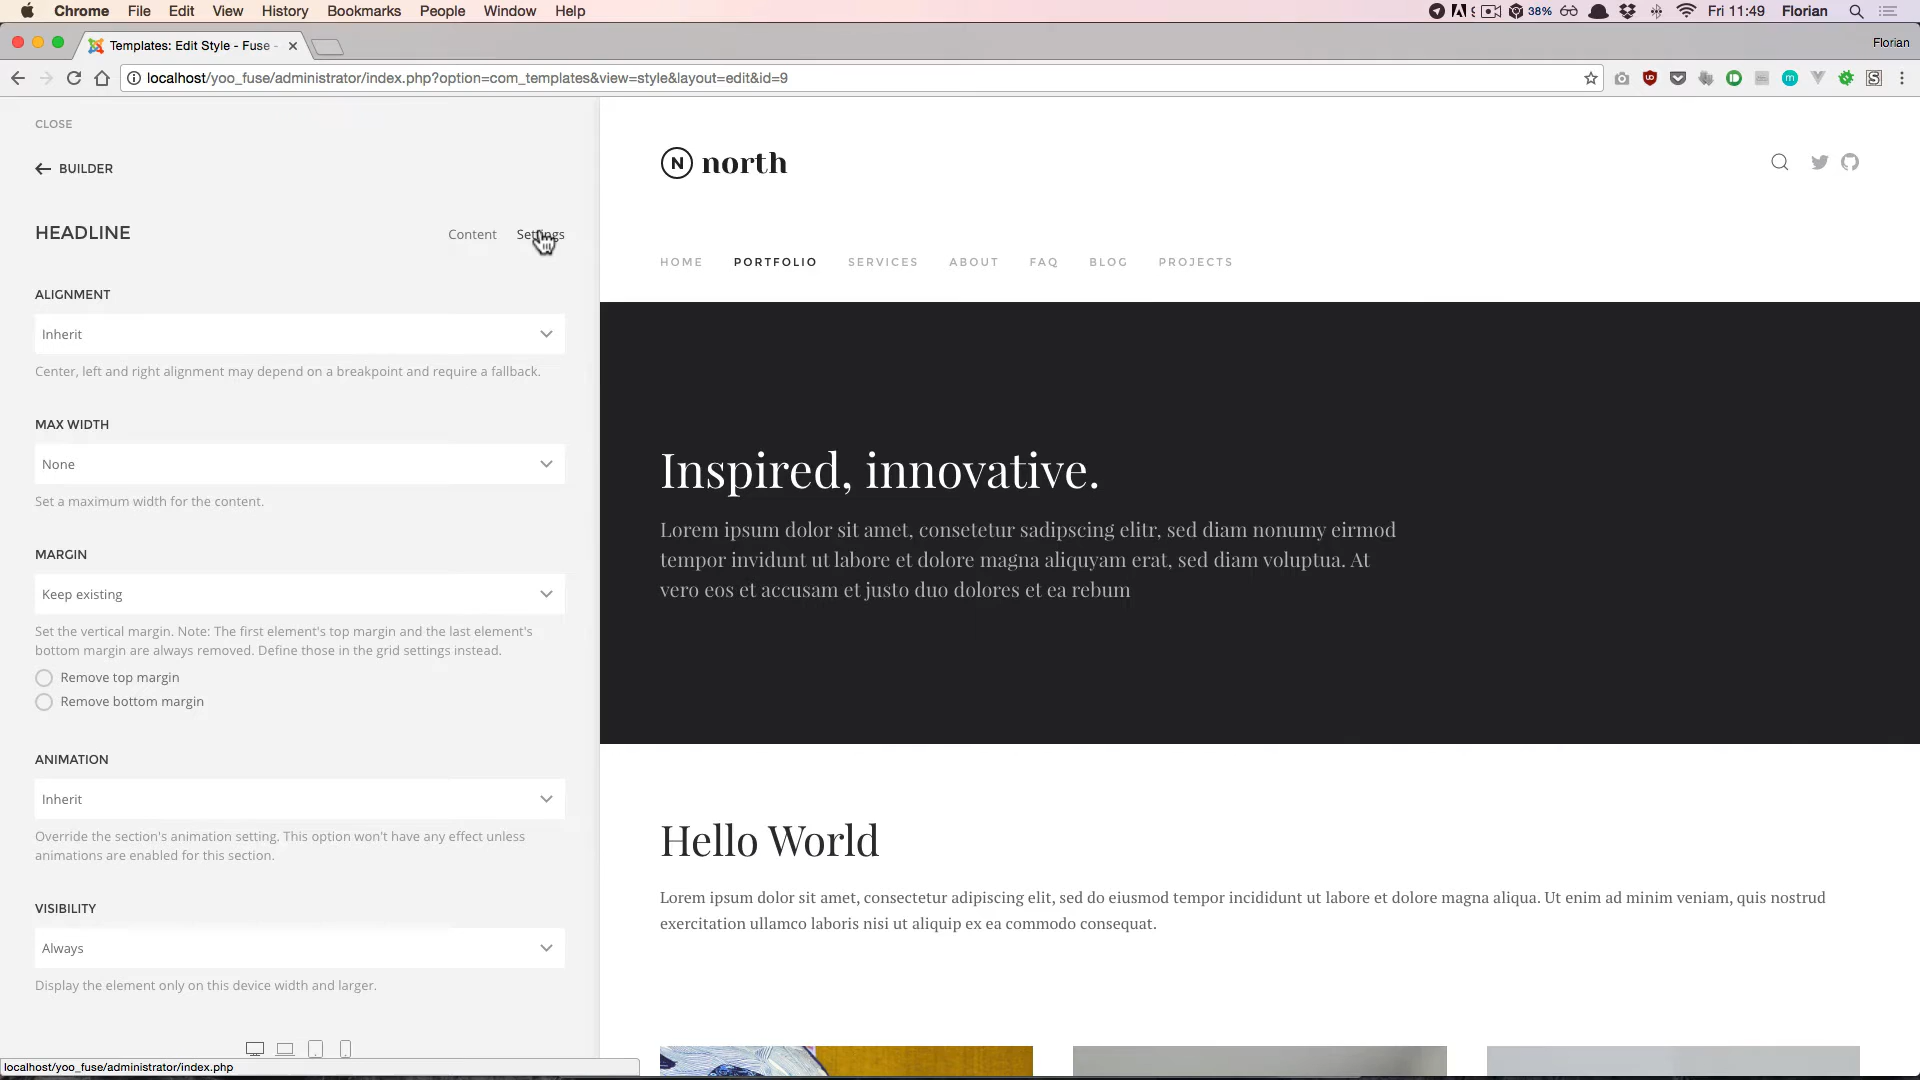 Chrome File Edit View History Bookmarks People Window Help
38% Fri 11:49 Florian
Templates: Edit Style - Fuse -
Florian
localhost/yoo_fuse/administrator/index.php?option=com_templates&view=style&layout=edit&id=9
CLOSE
BUILDER
HEADLINE
Content Settings
ALIGNMENT
Inherit
Center, left and right alignment may depend on a breakpoint and require a fallback.
MAX WIDTH
None
Set a maximum width for the content.
MARGIN
Keep existing
Set the vertical margin. Note: The first element's top margin and the last element's
bottom margin are always removed. Define those in the grid settings instead.
Remove top margin
Remove bottom margin
ANIMATION
Inherit
Override the section's animation setting. This option won't have any effect unless
animations are enabled for this section.
VISIBILITY
Always
Display the element only on this device width and larger.
localhost/yoo_fuse/administrator/index.php
N north
HOME PORTFOLIO SERVICES ABOUT FAQ BLOG PROJECTS
Inspired, innovative.
Lorem ipsum dolor sit amet, consetetur sadipscing elitr, sed diam nonumy eirmod
tempor invidunt ut labore et dolore magna aliquyam erat, sed diam voluptua. At
vero eos et accusam et justo duo dolores et ea rebum
Hello World
Lorem ipsum dolor sit amet, consectetur adipiscing elit, sed do eiusmod tempor incididunt ut labore et dolore magna aliqua. Ut enim ad minim veniam, quis nostrud
exercitation ullamco laboris nisi ut aliquip ex ea commodo consequat.